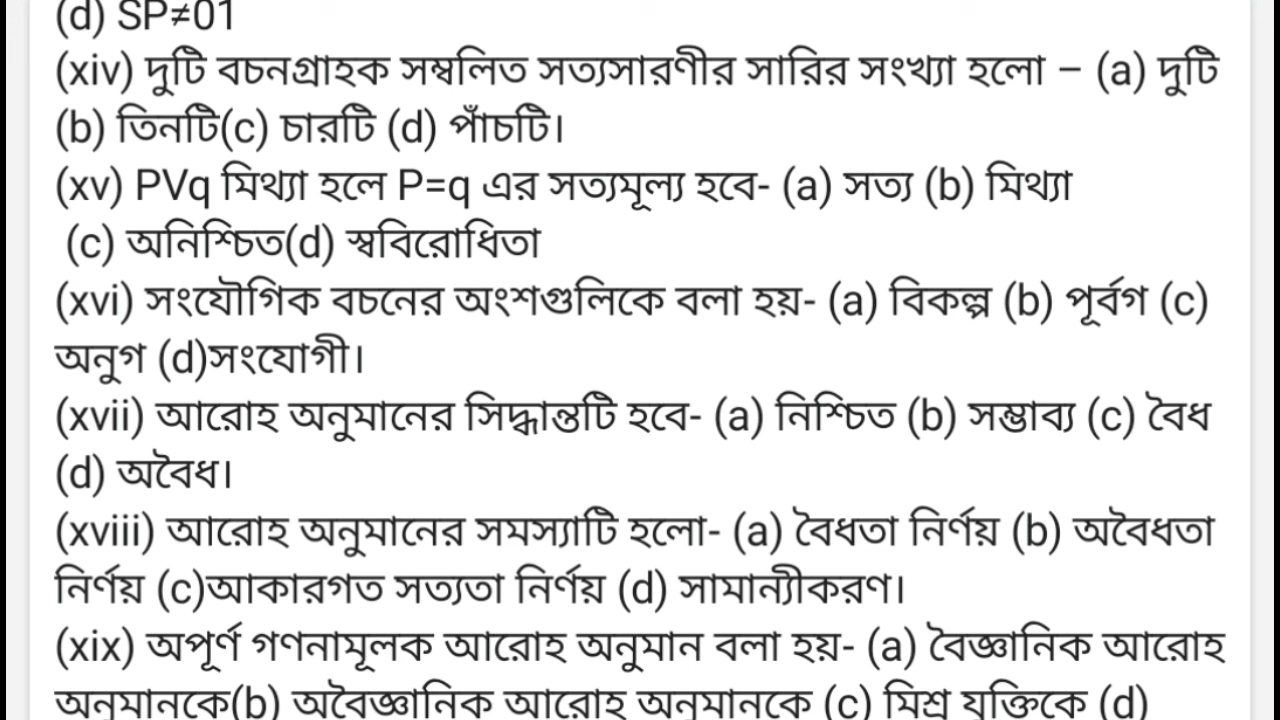 (d) SP≠01
(xiv) দুটি বচনগ্রাহক সম্বলিত সত্যসারণীর সারির সংখ্যা হলো – (a) দুটি
(b) তিনটি(c) চারটি (d) পাঁচটি।
(xv) PVq মিথ্যা হলে P=q এর সত্যমূল্য হবে- (a) সত্য (b) মিথ্যা
(c) অনিশ্চিত(d) স্ববিরোধিতা
(xvi) সংযৌগিক বচনের অংশগুলিকে বলা হয়- (a) বিকল্প (b) পূর্বগ (c)
অনুগ (d)সংযোগী।
(xvii) আরোহ অনুমানের সিদ্ধান্তটি হবে- (a) নিশ্চিত (b) সম্ভাব্য (c) বৈধ
(d) অবৈধ।
(xviii) আরোহ অনুমানের সমস্যাটি হলো- (a) বৈধতা নির্ণয় (b) অবৈধতা
নির্ণয় (c)আকারগত সত্যতা নির্ণয় (d) সামান্যীকরণ।
(xix) অপূর্ণ গণনামূলক আরোহ অনুমান বলা হয়- (a) বৈজ্ঞানিক আরোহ
অনুমানকে(b) অবৈজ্ঞানিক আরোহ অনুমানকে (c) মিশ্র যুক্তিকে (d)